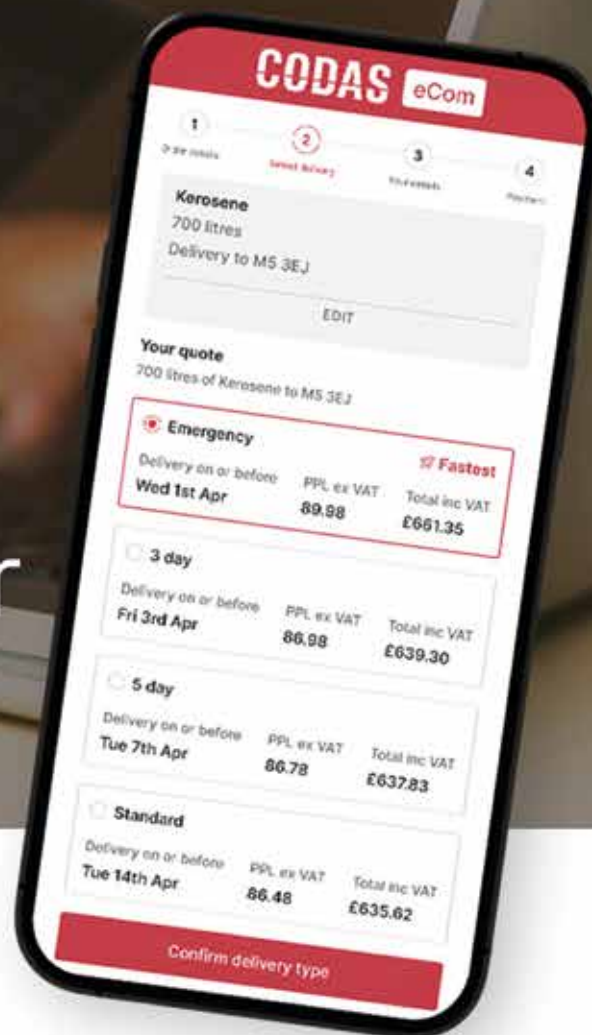 CODAS eCom
1
2
3
4
Select delivery
Kerosene
700 litres
Delivery to M5 3EJ
EDIT
Your quote
700 litres of Kerosene to M5 3EJ
Emergency
Fastest
Delivery on or before PPL ex VAT Total inc VAT
Wed 1st Apr 89.98 £661.35
3 day
Delivery on or before PPL ex VAT Total inc VAT
Fri 3rd Apr 86.98 £639.30
5 day
Delivery on or before PPL ex VAT Total inc VAT
Tue 7th Apr 86.78 £637.83
Standard
Delivery on or before PPL ex VAT Total inc VAT
Tue 14th Apr 86.48 £635.62
Confirm delivery type